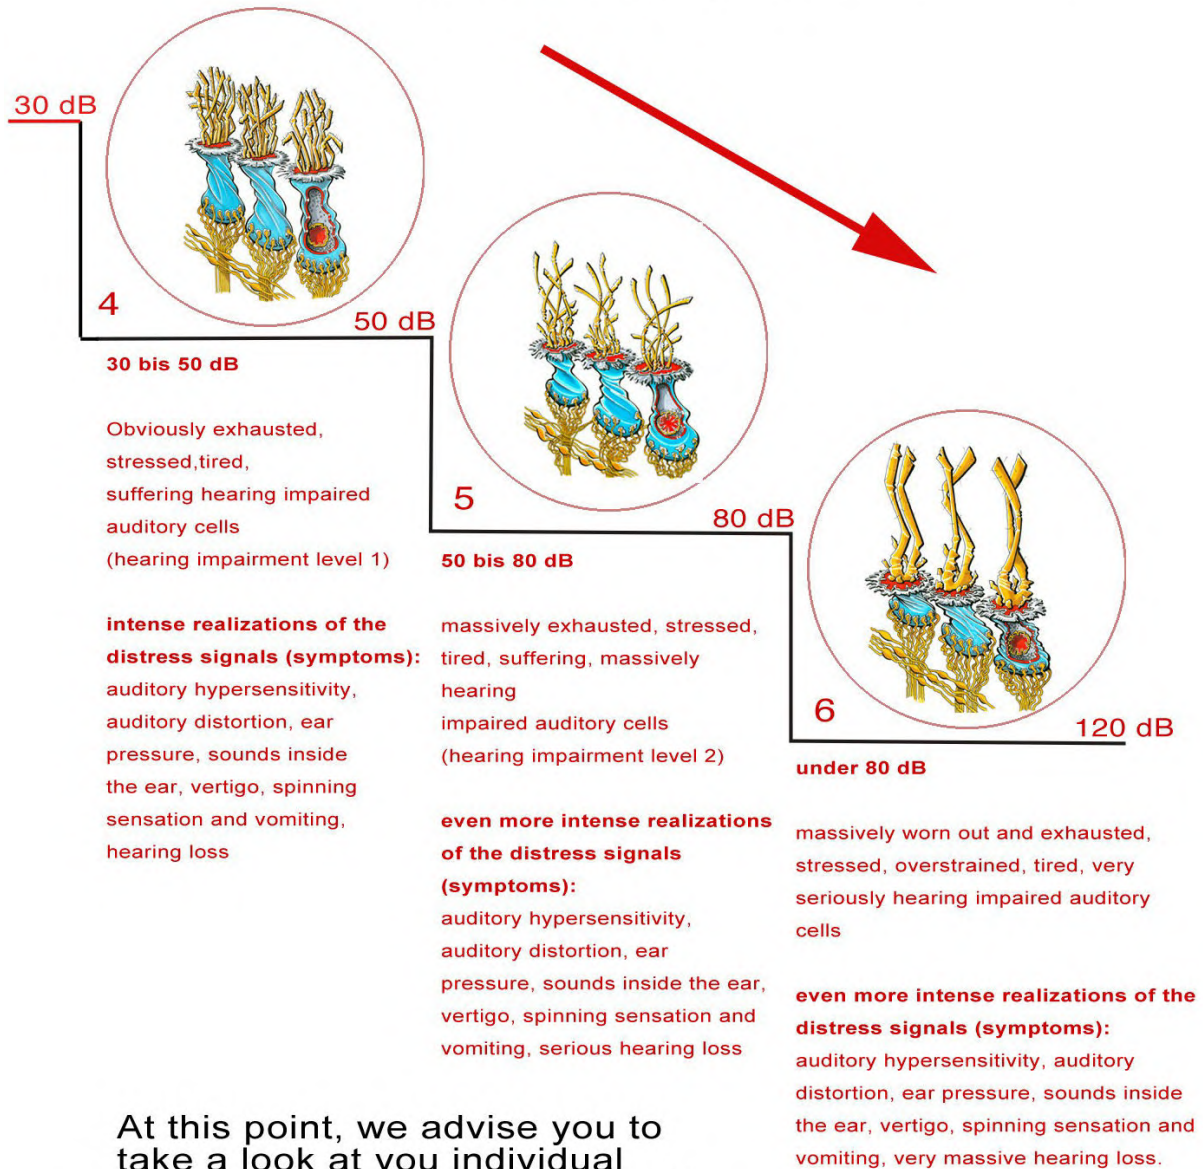 30 dB
4
50 dB
30 bis 50 dB
Obviously exhausted,
stressed,tired,
suffering hearing impaired
auditory cells
(hearing impairment level 1)
intense realizations of the
distress signals (symptoms):
auditory hypersensitivity,
auditory distortion, ear
pressure, sounds inside
the ear, vertigo, spinning
sensation and vomiting,
hearing loss
5
80 dB
50 bis 80 dB
massively exhausted, stressed,
tired, suffering, massively
hearing
impaired auditory cells
(hearing impairment level 2)
even more intense realizations
of the distress signals
(symptoms):
auditory hypersensitivity,
auditory distortion, ear
pressure, sounds inside the ear,
vertigo, spinning sensation and
vomiting, serious hearing loss
6
120 dB
under 80 dB
massively worn out and exhausted,
stressed, overstrained, tired, very
seriously hearing impaired auditory
cells
even more intense realizations of the
distress signals (symptoms):
auditory hypersensitivity, auditory
distortion, ear pressure, sounds inside
the ear, vertigo, spinning sensation and
vomiting, very massive hearing loss.
At this point, we advise you to
take a look at you individual